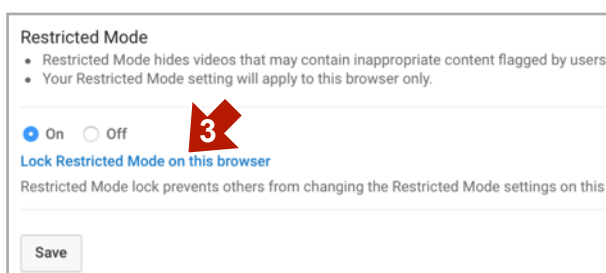 Restricted Mode
• Restricted Mode hides videos that may contain inappropriate content flagged by users
• Your Restricted Mode setting will apply to this browser only.
On Off
3
Lock Restricted Mode on this browser
Restricted Mode lock prevents others from changing the Restricted Mode settings on this
Save